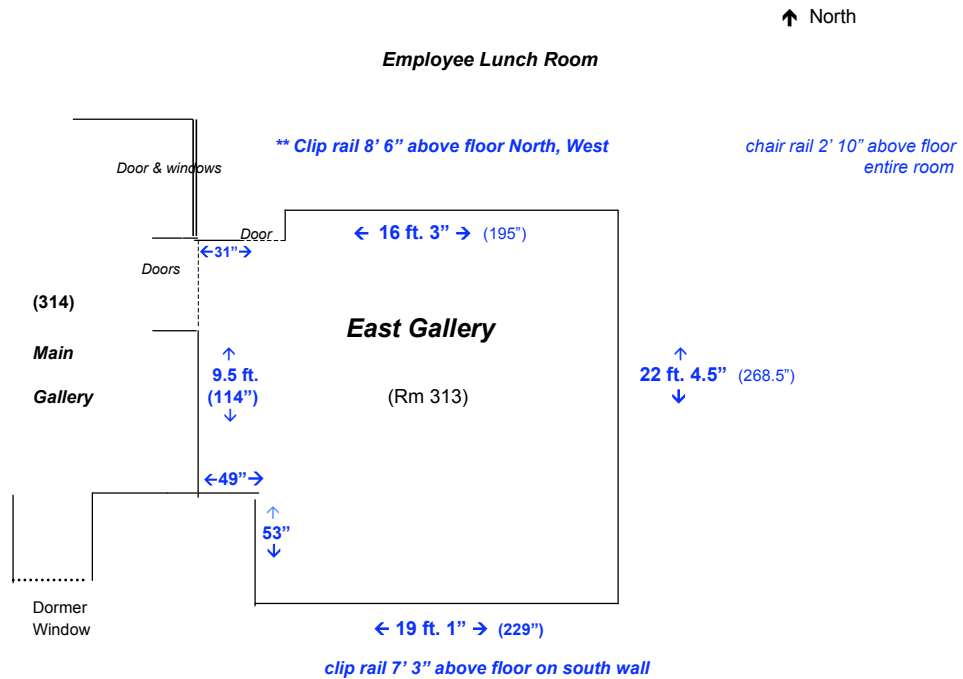 ↑ North
Employee Lunch Room
** Clip rail 8’ 6” above floor North, West
chair rail 2’ 10” above floor
entire room
Door & windows
Door
← 16 ft. 3” → (195”)
←31”→
Doors
(314)
East Gallery
Main
↑
9.5 ft.
(114”)
↓
↑
22 ft. 4.5” (268.5”)
↓
Gallery
(Rm 313)
←49”→
↑
53”
↓
Dormer
Window
← 19 ft. 1” → (229”)
clip rail 7’ 3” above floor on south wall